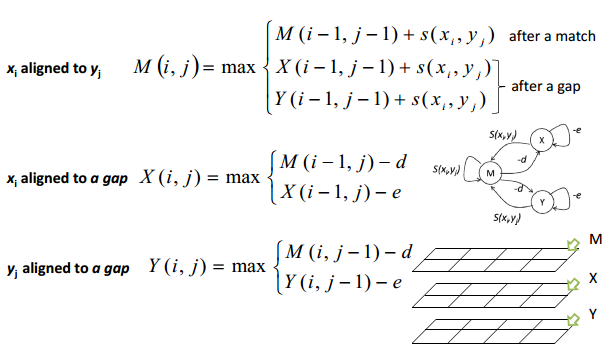 M (i – 1, j – 1) + s(xᵢ, yⱼ) after a match
xᵢ aligned to yⱼ M (i, j) = max { X (i – 1, j – 1) + s(xᵢ, yⱼ)
after a gap
Y (i – 1, j – 1) + s(xᵢ, yⱼ)
S(xᵢ,yⱼ) X -e
M (i – 1, j) – d
xᵢ aligned to a gap X (i, j) = max { S(xᵢ,yⱼ) M -d
X (i – 1, j) – e -d
Y -e
S(xᵢ,yⱼ)
M
M (i, j – 1) – d
yⱼ aligned to a gap Y (i, j) = max {
Y (i, j – 1) – e X
Y